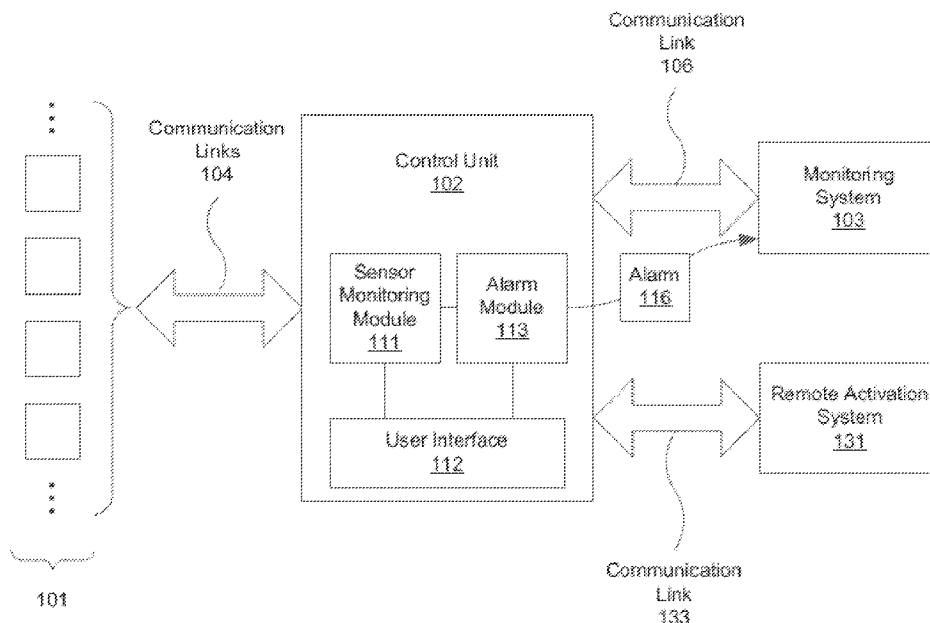 Communication
Link
106
Communication
Links
104
Control Unit
102
Monitoring
System
103
Sensor
Monitoring
Module
111
Alarm
Module
113
Alarm
116
User Interface
112
Remote Activation
System
131
Communication
Link
133
101